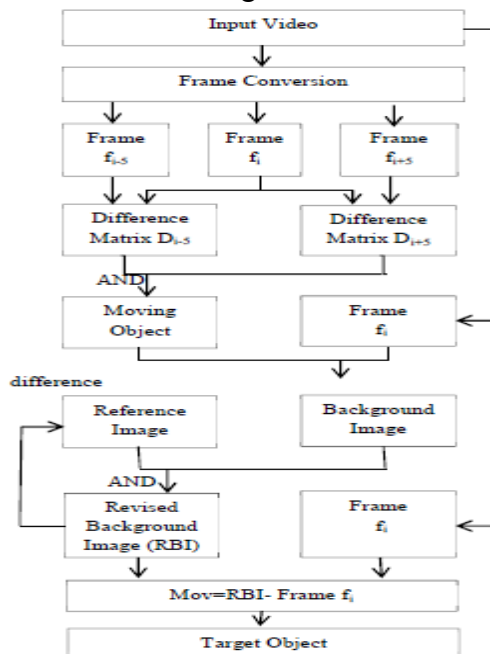 Input Video
Frame Conversion
Frame
fi-5
Frame
fi
Frame
fi+5
Difference
Matrix Di-5
Difference
Matrix Di+5
AND
Moving
Object
Frame
fi
difference
Reference
Image
Background
Image
AND
Revised
Background
Image (RBI)
Frame
fi
Mov=RBI- Frame fi
Target Object